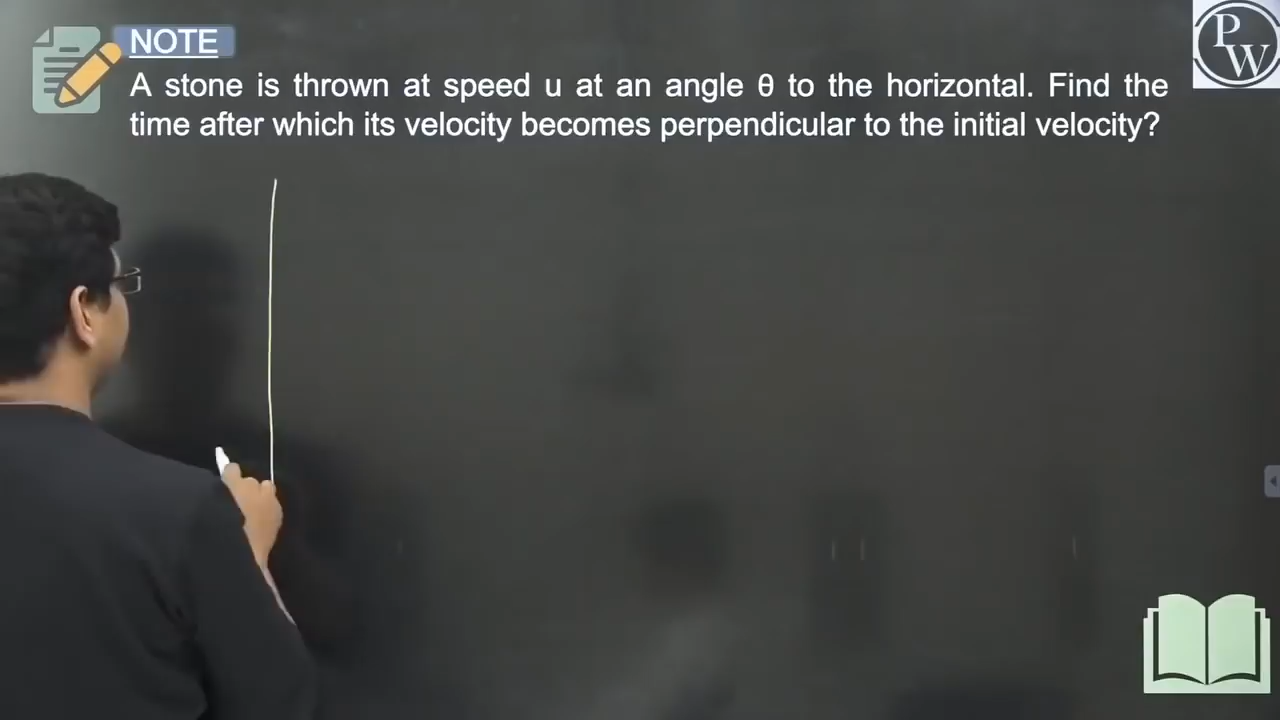 NOTE
A stone is thrown at speed u at an angle θ to the horizontal. Find the
time after which its velocity becomes perpendicular to the initial velocity?
PW